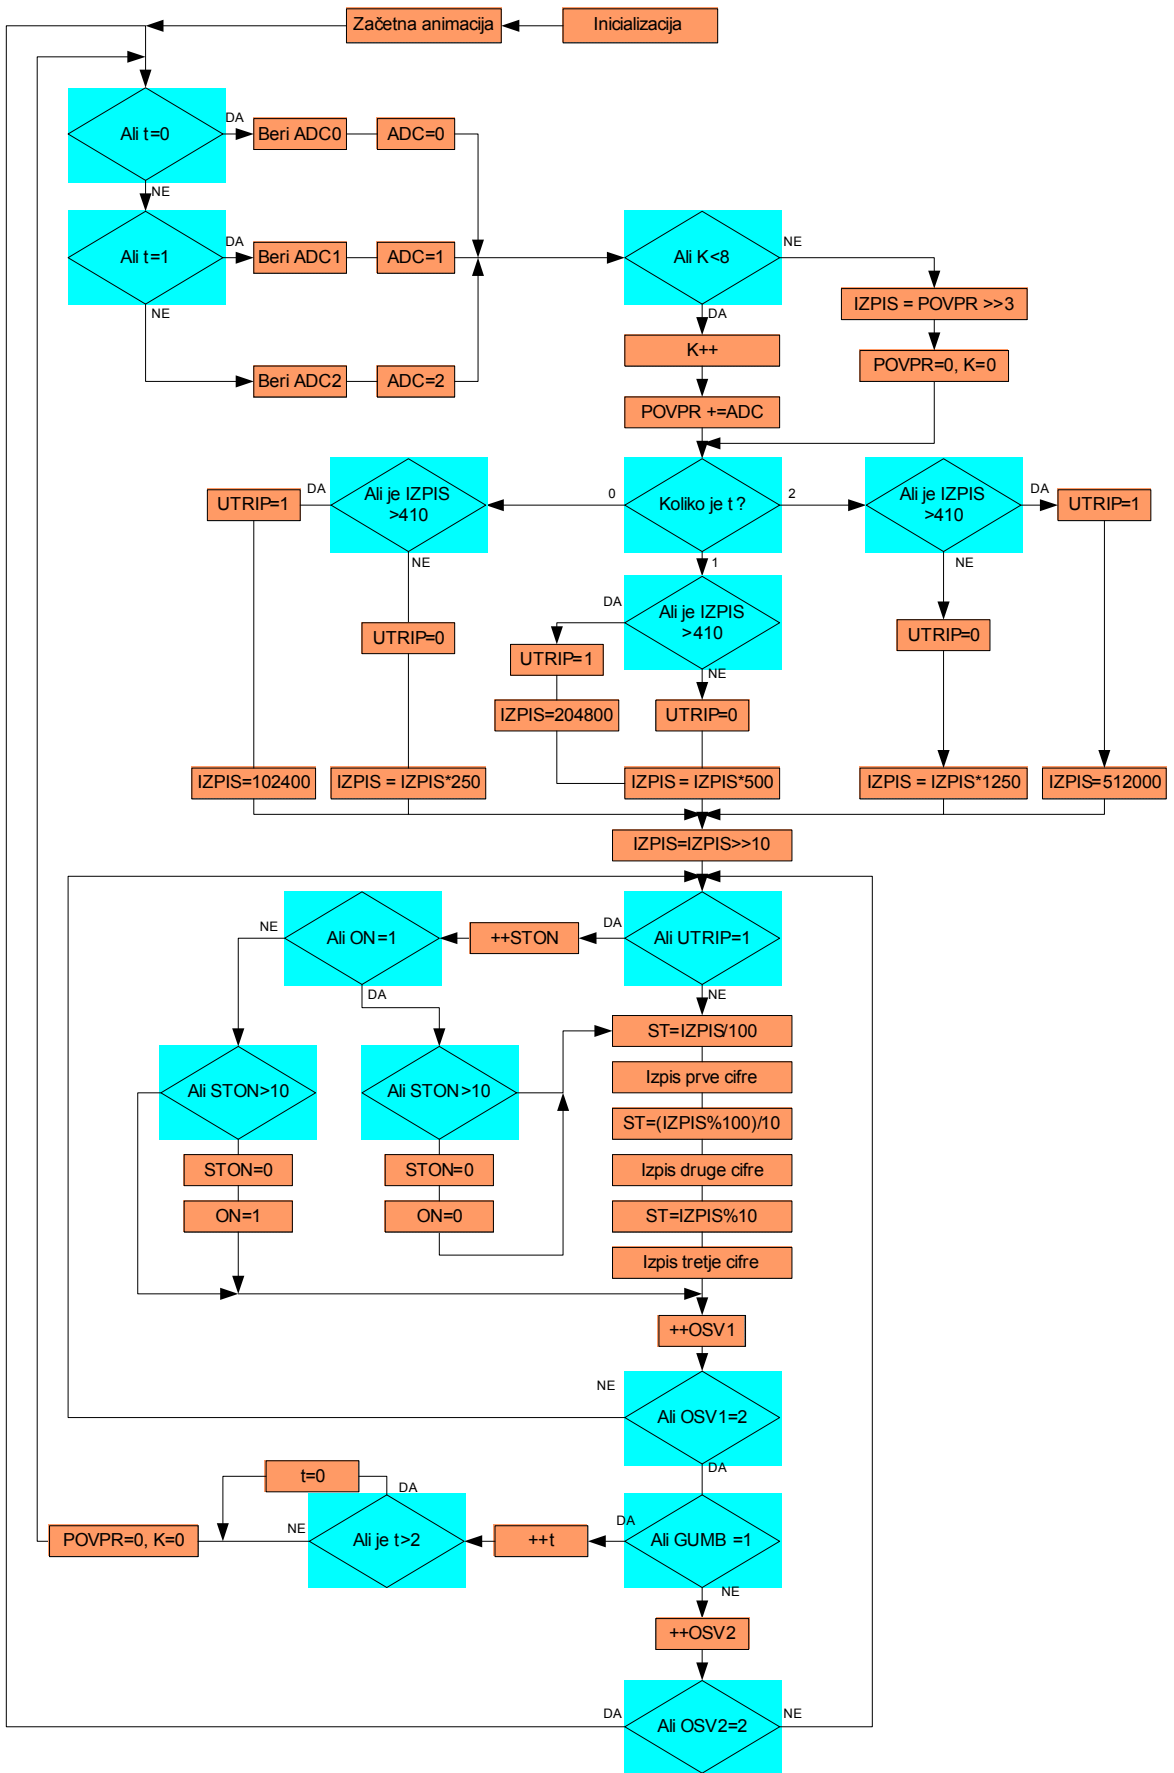 Začetna animacija
Inicializacija
Ali t=0
DA
Beri ADC0
ADC=0
NE
Ali t=1
DA
Beri ADC1
ADC=1
NE
Beri ADC2
ADC=2
Ali K<8
NE
DA
IZPIS = POVPR >>3
K++
POVPR=0, K=0
POVPR +=ADC
UTRIP=1
DA
Ali je IZPIS
>410
0
Koliko je t ?
2
Ali je IZPIS
>410
DA
UTRIP=1
NE
1
NE
UTRIP=0
DA
Ali je IZPIS
>410
UTRIP=0
UTRIP=1
NE
IZPIS=204800
UTRIP=0
IZPIS=102400
IZPIS = IZPIS*250
IZPIS = IZPIS*500
IZPIS = IZPIS*1250
IZPIS=512000
IZPIS=IZPIS>>10
NE
Ali ON=1
++STON
DA
Ali UTRIP=1
DA
NE
ST=IZPIS/100
Ali STON>10
Ali STON>10
Izpis prve cifre
ST=(IZPIS%100)/10
STON=0
STON=0
Izpis druge cifre
ON=1
ON=0
ST=IZPIS%10
Izpis tretje cifre
++OSV1
NE
Ali OSV1=2
DA
t=0
DA
POVPR=0, K=0
NE
Ali je t>2
++t
DA
Ali GUMB =1
NE
++OSV2
DA
Ali OSV2=2
NE